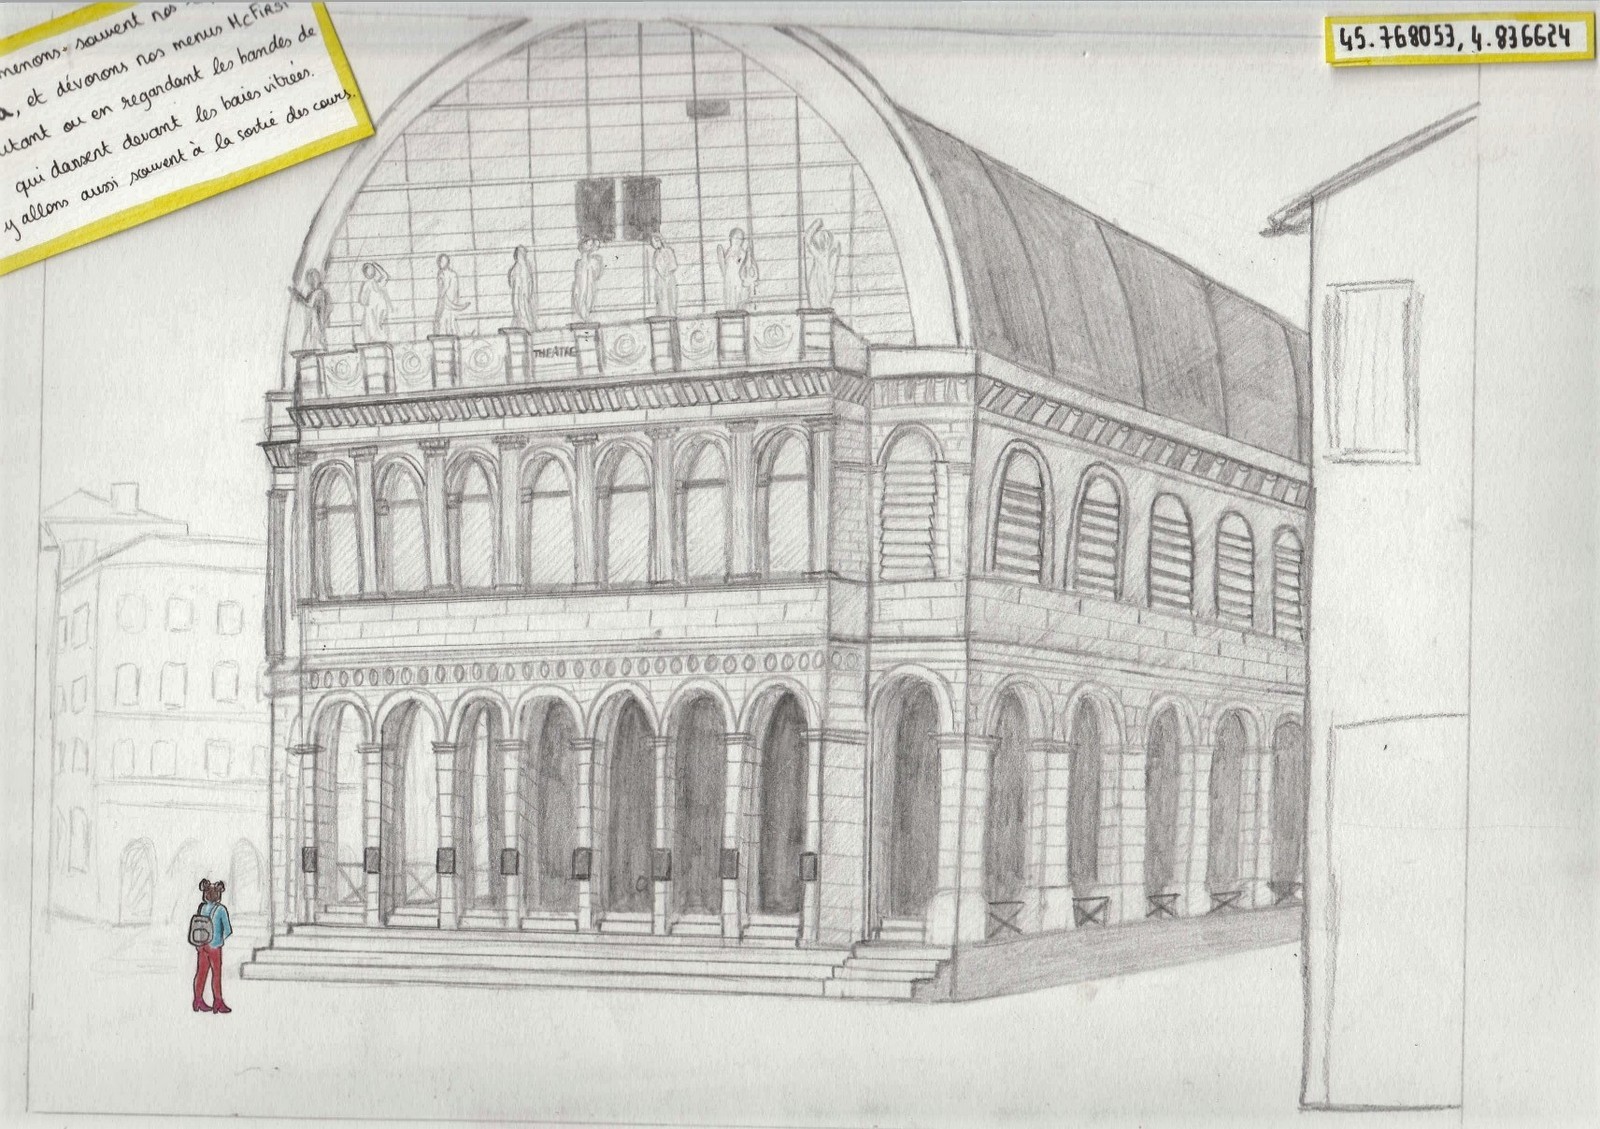 menons souvent nos
, et dévorons nos menus McFIRST
utant ou en regardant les bandes de
qui dansent devant les baies vitrées.
y allons aussi souvent à la sortie des cours.
45.768053, 4.836624
THEATRE